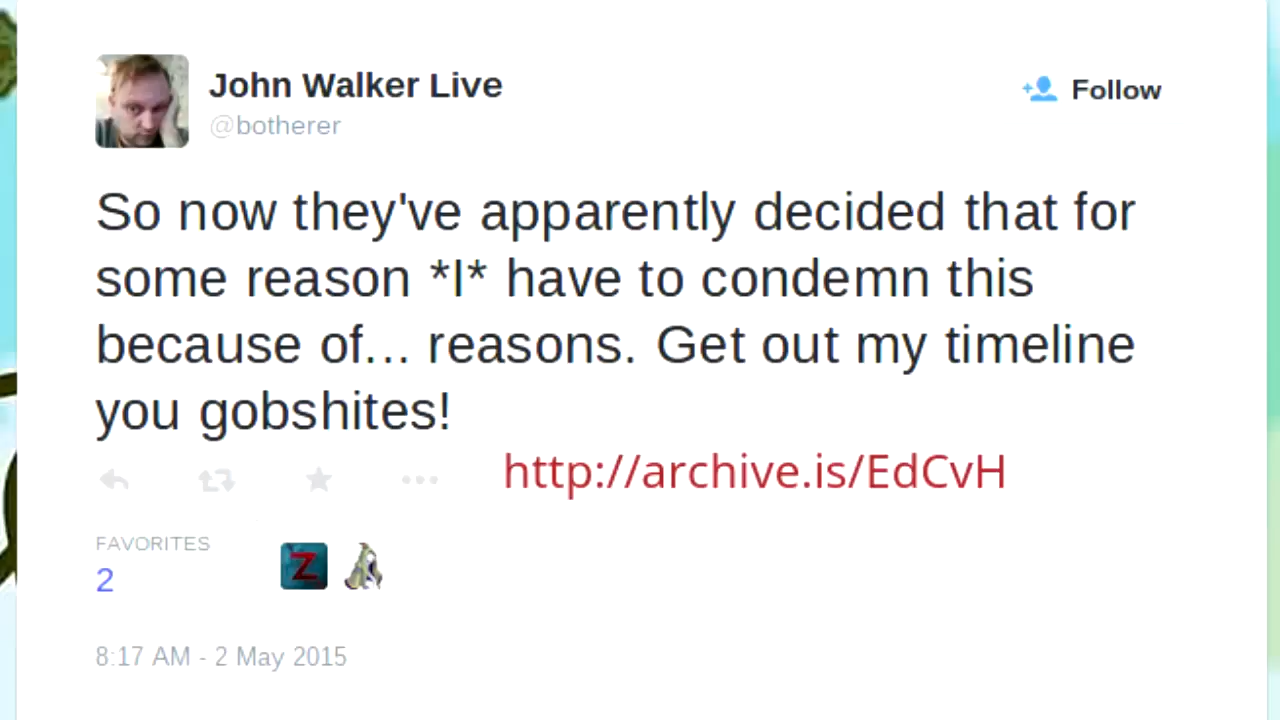 John Walker Live
@botherer
Follow
So now they've apparently decided that for
some reason *I* have to condemn this
because of... reasons. Get out my timeline
you gobshites!
http://archive.is/EdCvH
FAVORITES
2
Z
8:17 AM - 2 May 2015